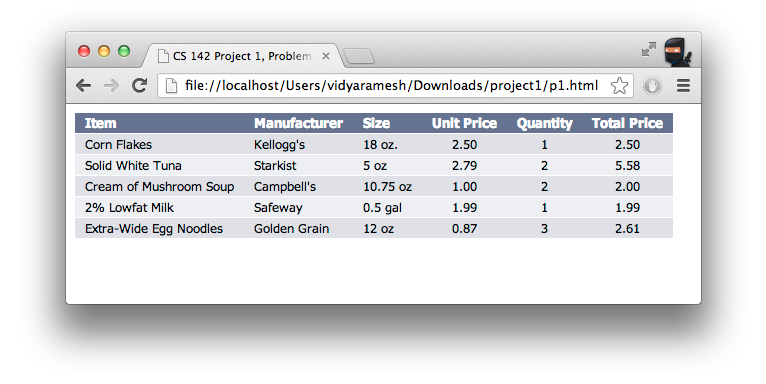 CS 142 Project 1, Problem
file://localhost/Users/vidyaramesh/Downloads/project1/p1.html
Item Manufacturer Size Unit Price Quantity Total Price
Corn Flakes Kellogg's 18 oz. 2.50 1 2.50
Solid White Tuna Starkist 5 oz 2.79 2 5.58
Cream of Mushroom Soup Campbell's 10.75 oz 1.00 2 2.00
2% Lowfat Milk Safeway 0.5 gal 1.99 1 1.99
Extra-Wide Egg Noodles Golden Grain 12 oz 0.87 3 2.61